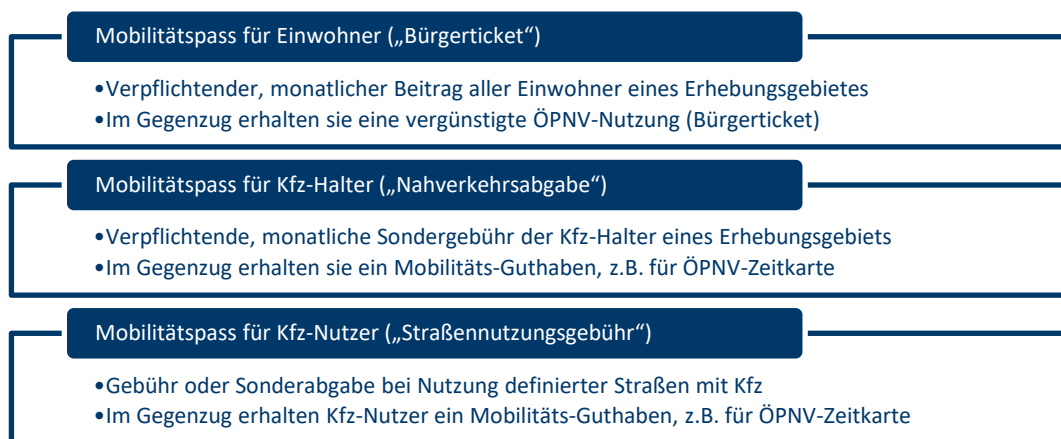 Mobilitätspass für Einwohner („Bürgerticket“)
•Verpflichtender, monatlicher Beitrag aller Einwohner eines Erhebungsgebietes
•Im Gegenzug erhalten sie eine vergünstigte ÖPNV-Nutzung (Bürgerticket)
Mobilitätspass für Kfz-Halter („Nahverkehrsabgabe“)
•Verpflichtende, monatliche Sondergebühr der Kfz-Halter eines Erhebungsgebiets
•Im Gegenzug erhalten sie ein Mobilitäts-Guthaben, z.B. für ÖPNV-Zeitkarte
Mobilitätspass für Kfz-Nutzer („Straßennutzungsgebühr“)
•Gebühr oder Sonderabgabe bei Nutzung definierter Straßen mit Kfz
•Im Gegenzug erhalten Kfz-Nutzer ein Mobilitäts-Guthaben, z.B. für ÖPNV-Zeitkarte